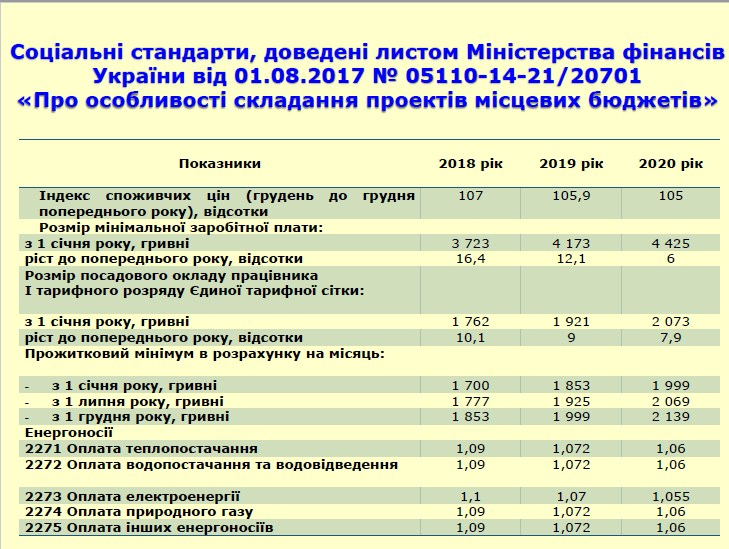 Соціальні стандарти, доведені листом Міністерства фінансів
України від 01.08.2017 № 05110-14-21/20701
«Про особливості складання проектів місцевих бюджетів»
Показники 2018 рік 2019 рік 2020 рік
Індекс споживчих цін (грудень до грудня 107 105,9 105
попереднього року), відсотки
Розмір мінімальної заробітної плати:
з 1 січня року, гривні 3 723 4 173 4 425
ріст до попереднього року, відсотки 16,4 12,1 6
Розмір посадового окладу працівника
І тарифного розряду Єдиної тарифної сітки:
з 1 січня року, гривні 1 762 1 921 2 073
ріст до попереднього року, відсотки 10,1 9 7,9
Прожитковий мінімум в розрахунку на місяць:
- з 1 січня року, гривні 1 700 1 853 1 999
- з 1 липня року, гривні 1 777 1 925 2 069
- з 1 грудня року, гривні 1 853 1 999 2 139
Енергоносії
2271 Оплата теплопостачання 1,09 1,072 1,06
2272 Оплата водопостачання та водовідведення 1,09 1,072 1,06
2273 Оплата електроенергії 1,1 1,07 1,055
2274 Оплата природного газу 1,09 1,072 1,06
2275 Оплата інших енергоносіїв 1,09 1,072 1,06